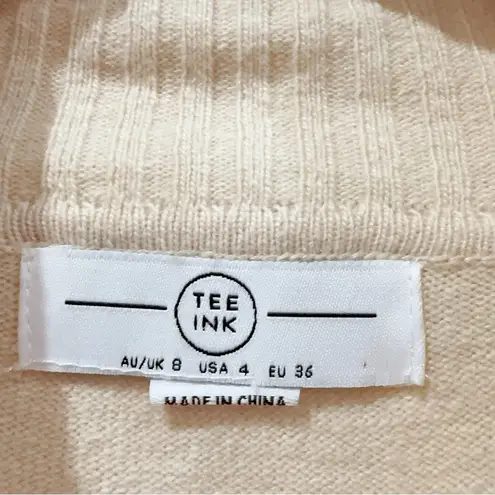 TEE
INK
AU/UK 8 USA 4 EU 36
MADE IN CHINA